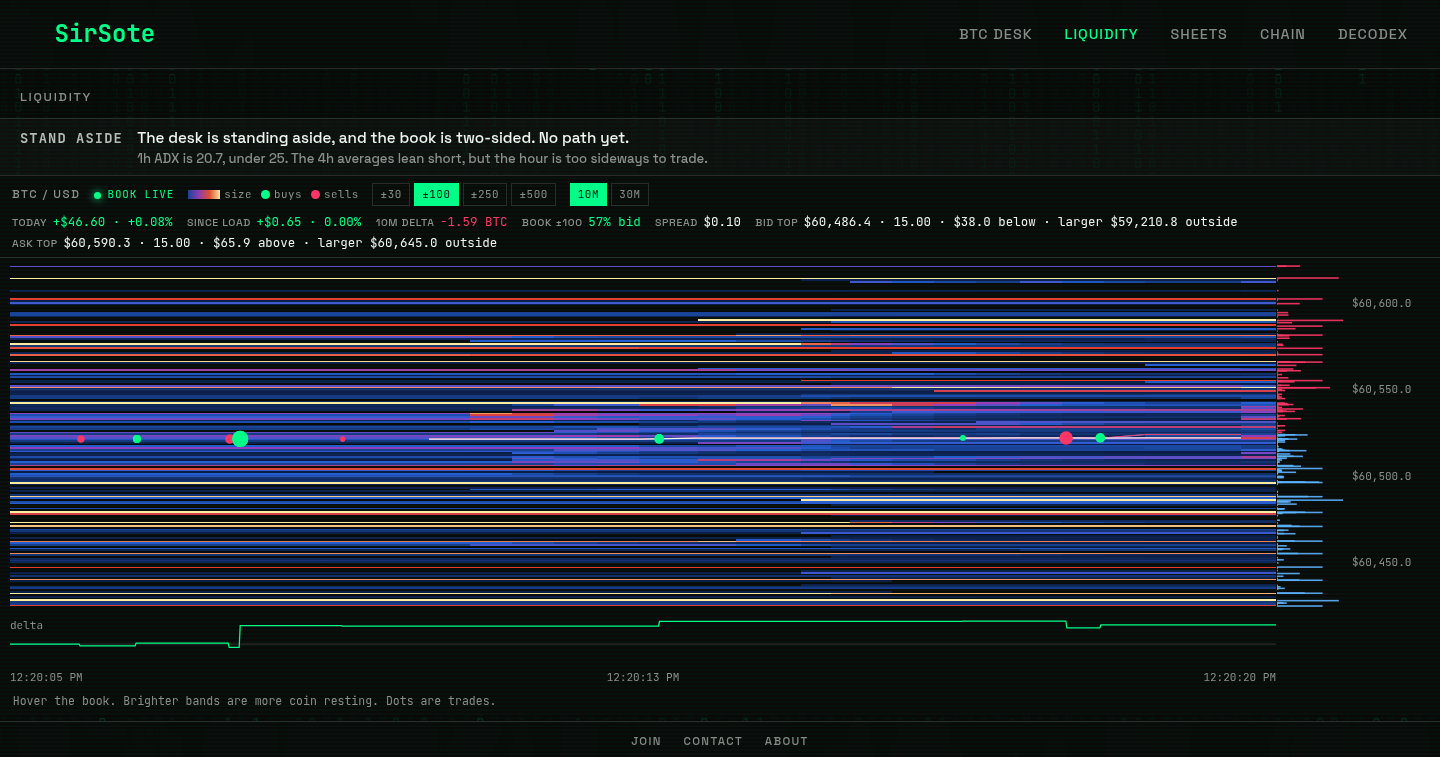 SirSote
BTC DESK LIQUIDITY SHEETS CHAIN DECODEX
LIQUIDITY
STAND ASIDE The desk is standing aside, and the book is two-sided. No path yet.
1h ADX is 20.7, under 25. The 4h averages lean short, but the hour is too sideways to trade.
BTC / USD BOOK LIVE size buys sells ±30 ±100 ±250 ±500 10M 30M
TODAY +$46.60 · +0.08% SINCE LOAD +$0.65 · 0.00% 10M DELTA -1.59 BTC BOOK ±100 57% bid SPREAD $0.10 BID TOP $60,486.4 · 15.00 · $38.0 below · larger $59,210.8 outside
ASK TOP $60,590.3 · 15.00 · $65.9 above · larger $60,645.0 outside
$60,600.0
$60,550.0
$60,500.0
$60,450.0
delta
12:20:05 PM 12:20:13 PM 12:20:20 PM
Hover the book. Brighter bands are more coin resting. Dots are trades.
JOIN CONTACT ABOUT